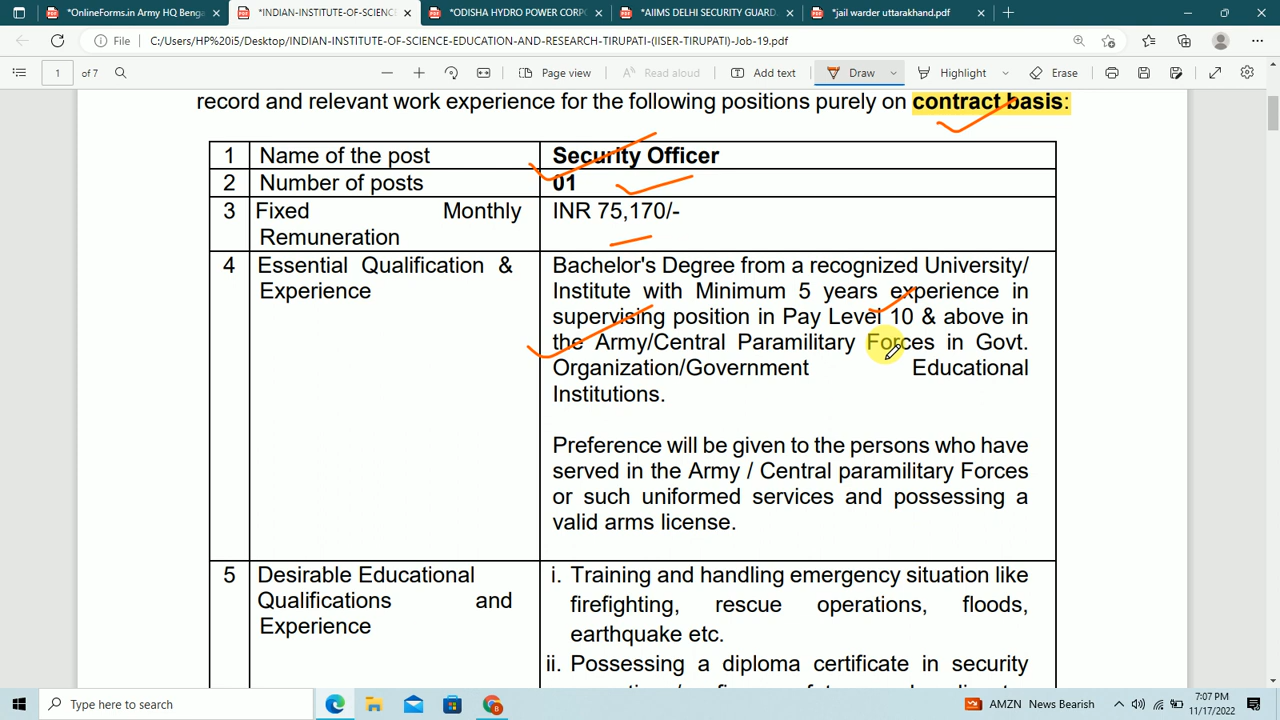 *OnlineForms.in Army HQ Benga
*INDIAN-INSTITUTE-OF-SCIENCE
*ODISHA HYDRO POWER CORPO
*AIIMS DELHI SECURITY GUARD.
*jail warder uttarakhand.pdf
File C:/Users/HP%20i5/Desktop/INDIAN-INSTITUTE-OF-SCIENCE-EDUCATION-AND-RESEARCH-TIRUPATI-(IISER-TIRUPATI)-Job-19.pdf
1 of 7 Page view Read aloud Add text Draw Highlight Erase
record and relevant work experience for the following positions purely on contract basis:
1 Name of the post Security Officer
2 Number of posts 01
3 Fixed Monthly INR 75,170/-
Remuneration
4 Essential Qualification & Bachelor's Degree from a recognized University/
Experience Institute with Minimum 5 years experience in
supervising position in Pay Level 10 & above in
the Army/Central Paramilitary Forces in Govt.
Organization/Government Educational
Institutions.
Preference will be given to the persons who have
served in the Army / Central paramilitary Forces
or such uniformed services and possessing a
valid arms license.
5 Desirable Educational i. Training and handling emergency situation like
Qualifications and firefighting, rescue operations, floods,
Experience earthquake etc.
ii. Possessing a diploma certificate in security
Type here to search
AMZN News Bearish
7:07 PM
11/17/2022